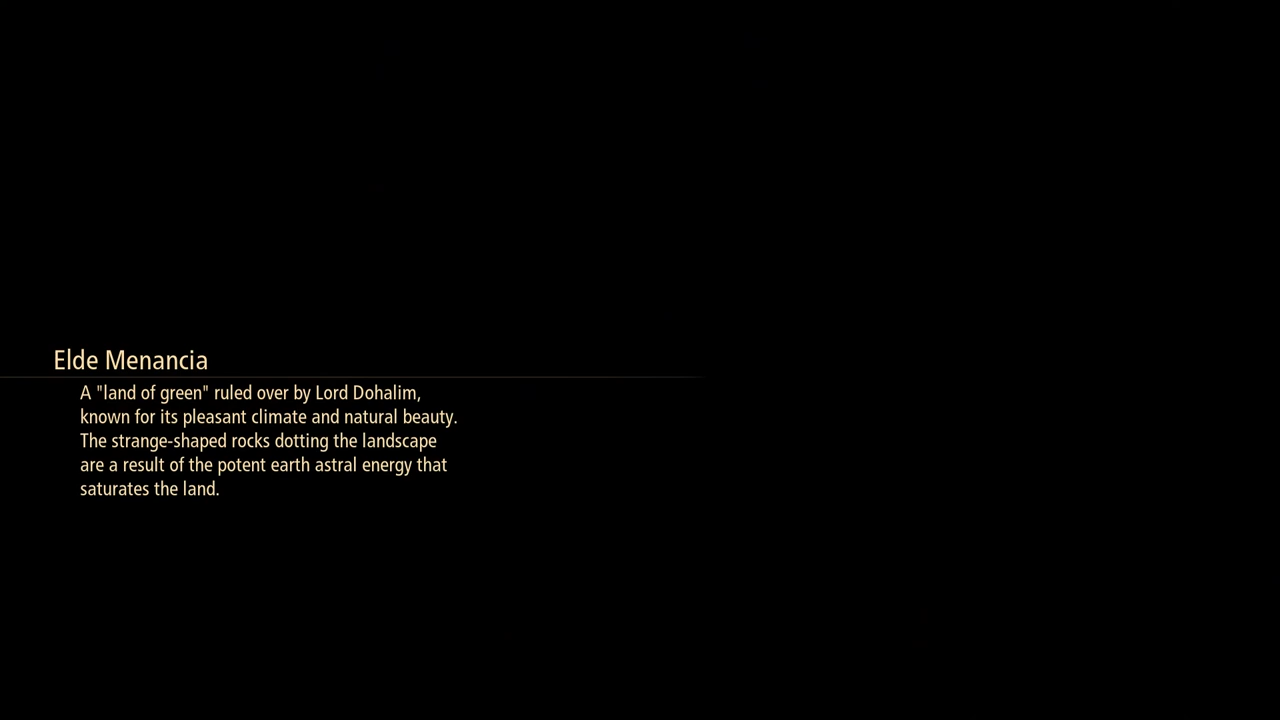 Elde Menancia
A "land of green" ruled over by Lord Dohalim,
known for its pleasant climate and natural beauty.
The strange-shaped rocks dotting the landscape
are a result of the potent earth astral energy that
saturates the land.